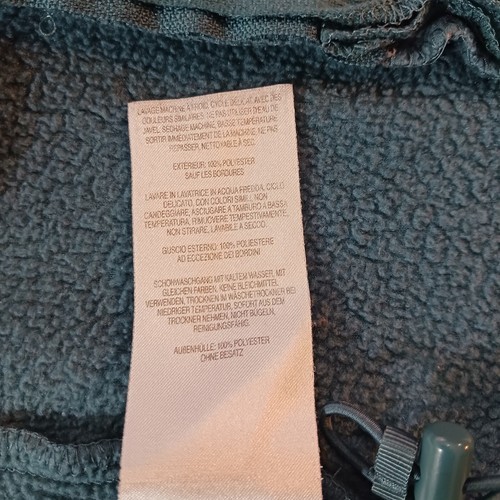 LAVAGE MACHINE A FROID, CYCLE DELICAT AVEC DES
COULEURS SIMILAIRES. NE PAS UTILISER D'EAU DE
JAVEL. SECHAGE MACHINE, BASSE TEMPERATURE
SORTIR IMMEDIATEMENT DE LA MACHINE, NE PAS
REPASSER, NETTOYABLE A SEC.
EXTERIEUR: 100% POLYESTER
SAUF LES BORDURES
LAVARE IN LAVATRICE IN ACQUA FREDDA, CICLO
DELICATO, CON COLORI SIMILI. NON
CANDEGGIARE, ASCIUGARE A TAMBURO A BASSA
TEMPERATURA, RIMUOVERE TEMPESTIVAMENTE,
NON STIRARE, LAVABILE A SECCO.
GUSCIO ESTERNO: 100% POLIESTERE
AD ECCEZIONE DEI BORDINI
SCHONWASCHGANG MIT KALTEM WASSER, MIT
GLEICHEN FARBEN, KEINE BLEICHMITTEL
VERWENDEN, TROCKNEN IM WÄSCHETROCKNER BEI
NIEDRIGER TEMPERATUR, SOFORT AUS DEM
TROCKNER NEHMEN, NICHT BÜGELN,
REINIGUNGSFÄHIG.
AUßENHÜLLE: 100% POLYESTER
OHNE BESATZ